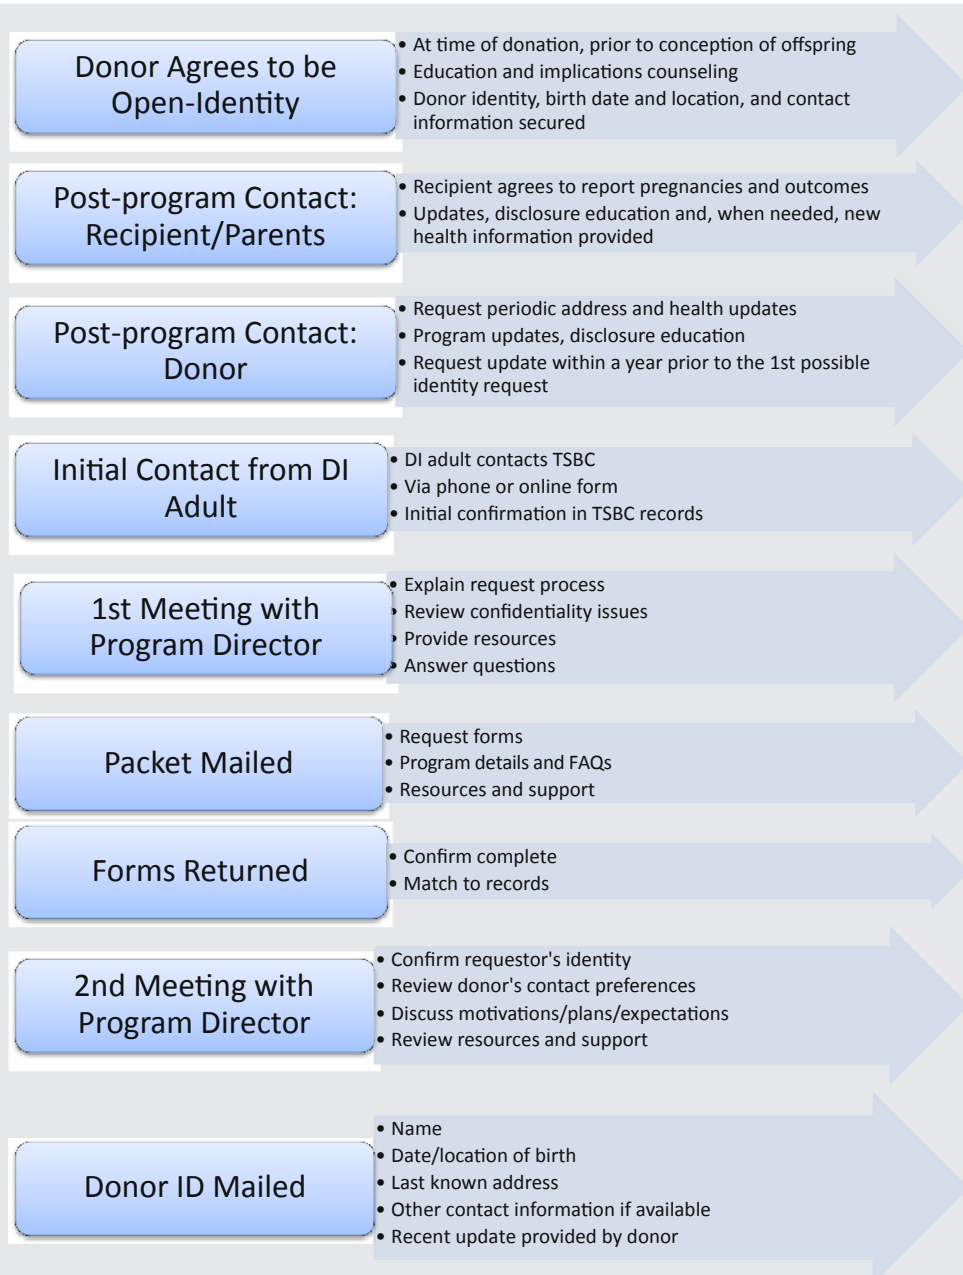 Donor Agrees to be
Open-Identity
• At time of donation, prior to conception of offspring
• Education and implications counseling
• Donor identity, birth date and location, and contact
information secured
Post-program Contact:
Recipient/Parents
• Recipient agrees to report pregnancies and outcomes
• Updates, disclosure education and, when needed, new
health information provided
Post-program Contact:
Donor
• Request periodic address and health updates
• Program updates, disclosure education
• Request update within a year prior to the 1st possible
identity request
Initial Contact from DI
Adult
• DI adult contacts TSBC
• Via phone or online form
• Initial confirmation in TSBC records
1st Meeting with
Program Director
• Explain request process
• Review confidentiality issues
• Provide resources
• Answer questions
Packet Mailed
• Request forms
• Program details and FAQs
• Resources and support
Forms Returned
• Confirm complete
• Match to records
2nd Meeting with
Program Director
• Confirm requestor's identity
• Review donor's contact preferences
• Discuss motivations/plans/expectations
• Review resources and support
Donor ID Mailed
• Name
• Date/location of birth
• Last known address
• Other contact information if available
• Recent update provided by donor